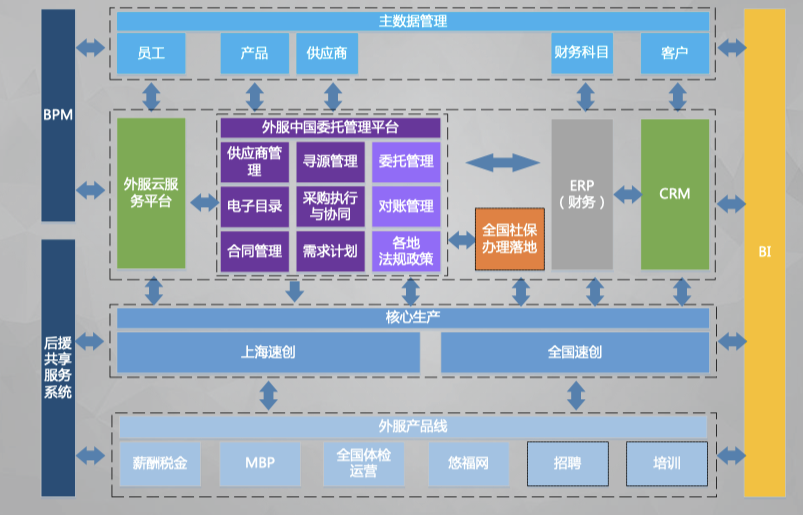 主数据管理
员工
产品
供应商
财务科目
客户
BPM
外服云服
务平台
外服中国委托管理平台
供应商管
理
寻源管理
委托管理
电子目录
采购执行
与协同
对账管理
合同管理
需求计划
各地
法规政策
全国社保
办理落地
ERP
（财务）
CRM
BI
后援
共享
服务
系统
核心生产
上海速创
全国速创
外服产品线
薪酬税金
MBP
全国体检
运营
悠福网
招聘
培训